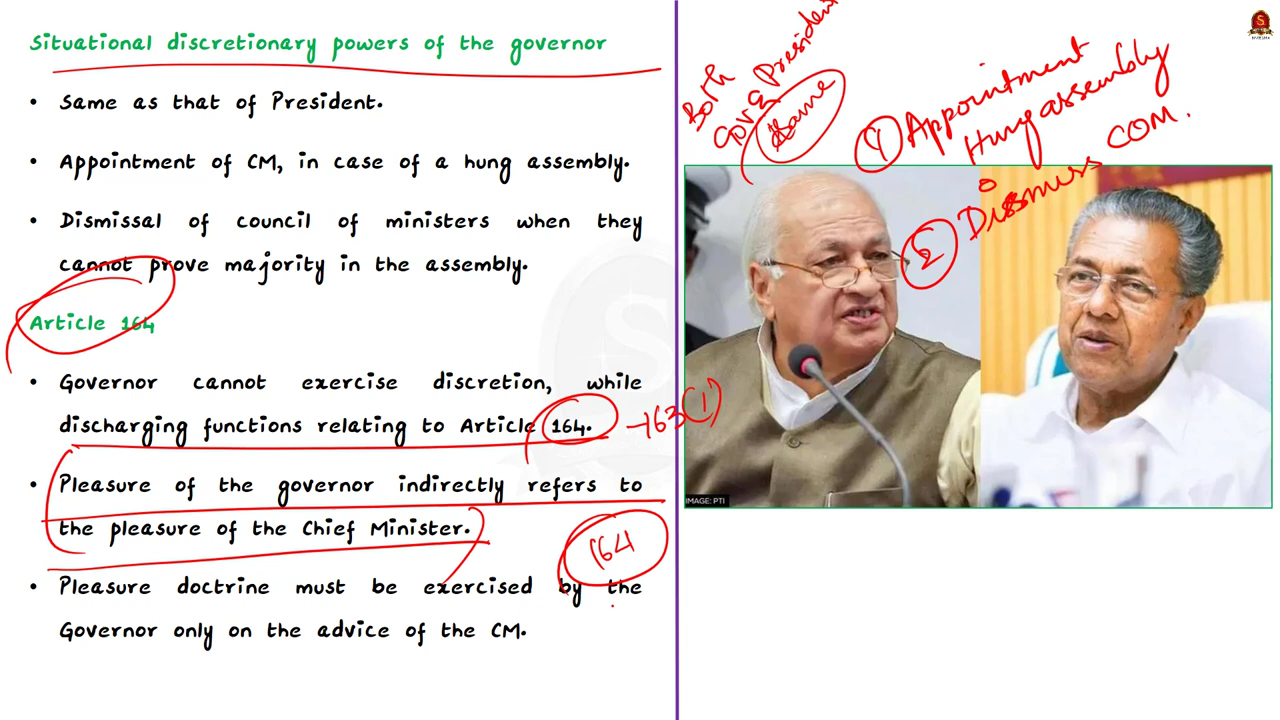 Situational discretionary powers of the governor
• Same as that of President.
• Appointment of CM, in case of a hung assembly.
• Dismissal of council of ministers when they
cannot prove majority in the assembly.
Article 164
• Governor cannot exercise discretion, while
discharging functions relating to Article 164.
• Pleasure of the governor indirectly refers to
the pleasure of the Chief Minister.
• Pleasure doctrine must be exercised by the
Governor only on the advice of the CM.
163(1)
164
Both
Gov & President
Same
① Appointment
Hung assembly
② Dismiss COM.
IMAGE: PTI